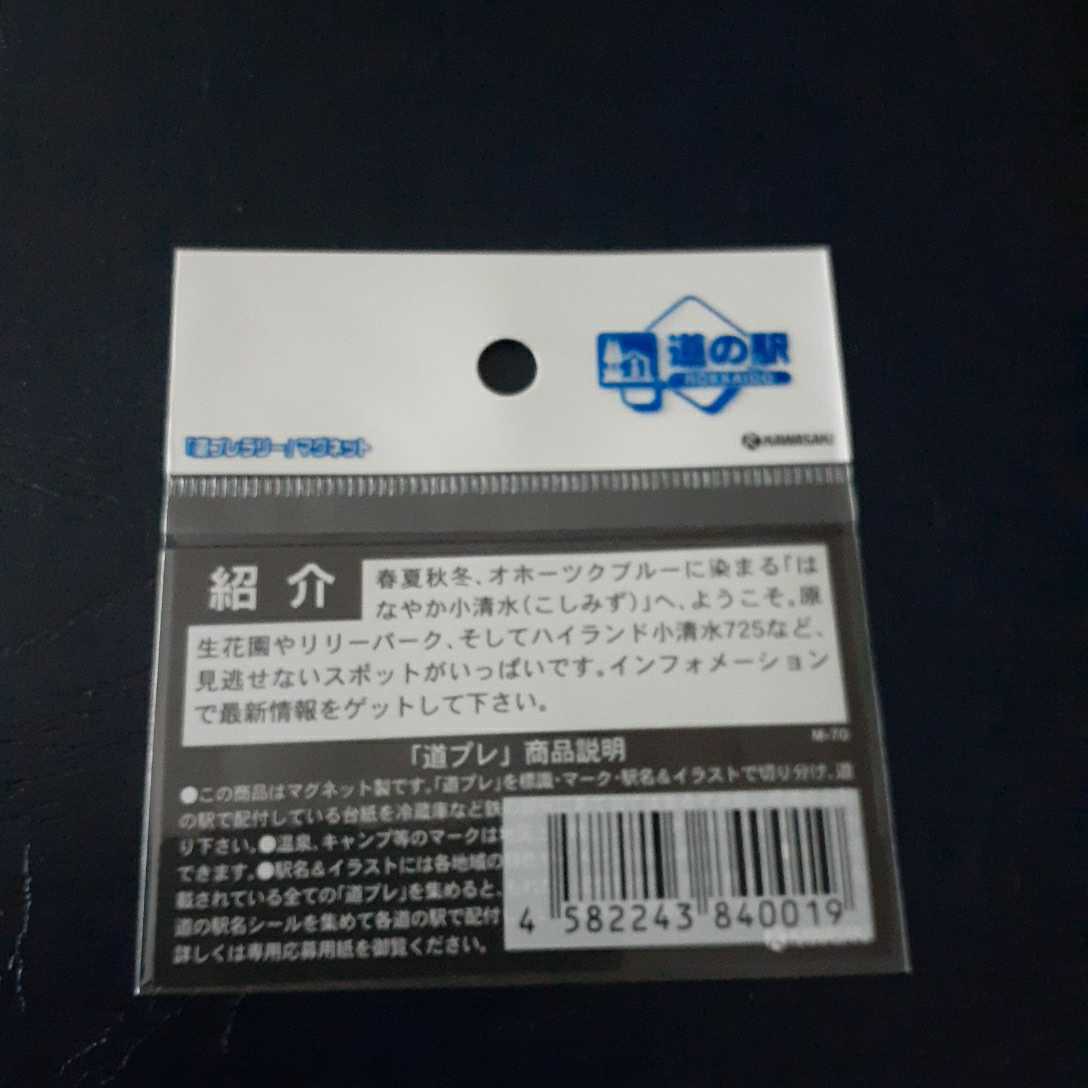 道の駅
HOKKAIDO
「道プレラリー」マグネット
KAWASAKI
紹介
春夏秋冬、オホーツクブルーに染まる「は
なやか小清水(こしみず)」へ、ようこそ。原
生花園やリリーパーク、そしてハイランド小清水725など、
見逃せないスポットがいっぱいです。インフォメーション
で最新情報をゲットして下さい。
M-70
「道プレ」商品説明
●この商品はマグネット製です。「道プレ」を標識・マーク・駅名&イラストで切り分け、道
の駅で配付している台紙を冷蔵庫など鉄
り下さい。●温泉、キャンプ等のマークは
できます。●駅名&イラストには各地域の
載されている全ての「道プレ」を集めると、
道の駅名シールを集めて各道の駅で配付
詳しくは専用応募用紙を御覧ください。
4 582243 840019